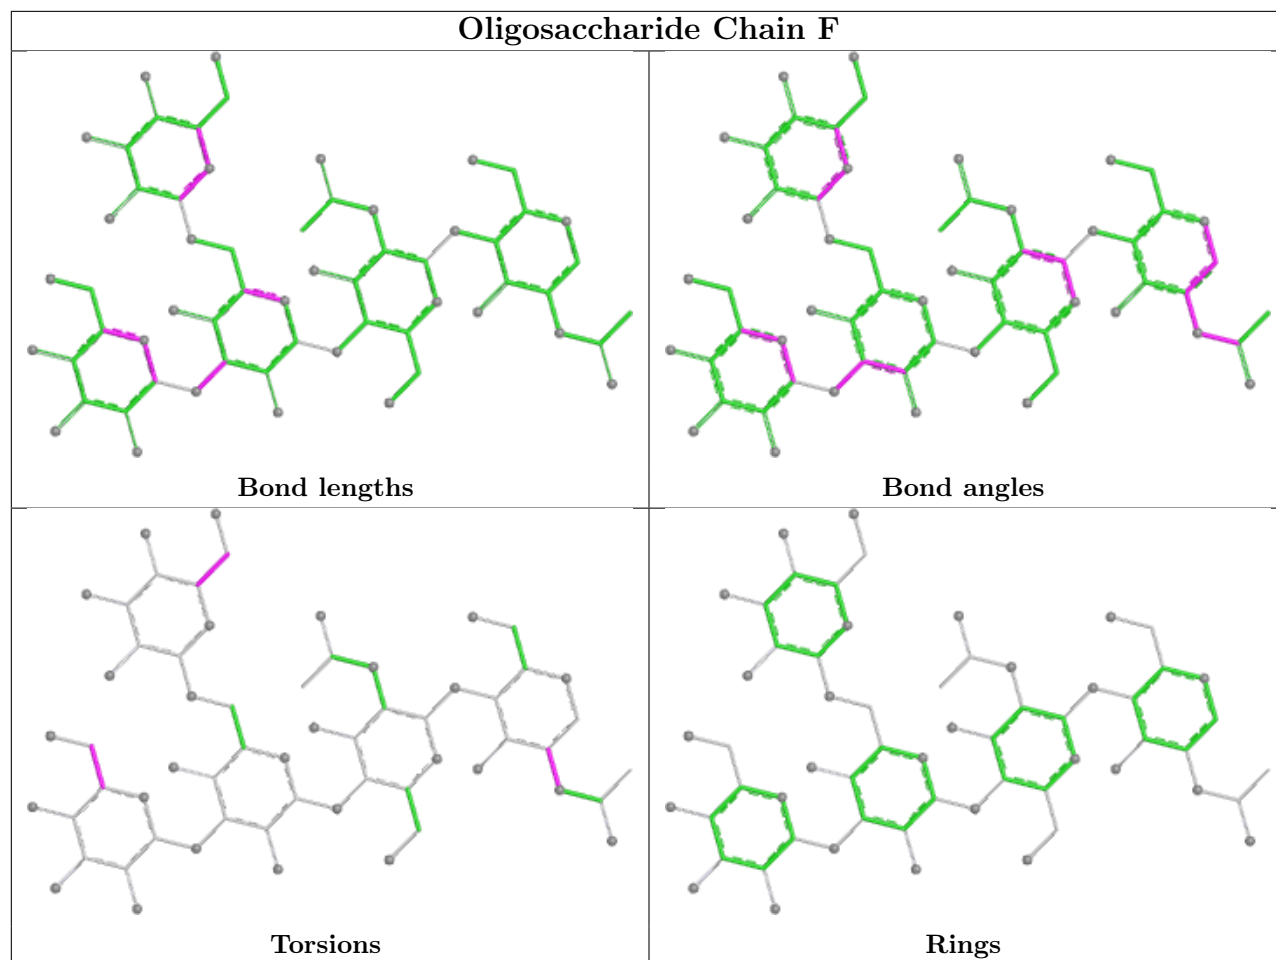 Oligosaccharide Chain F
Bond lengths
Bond angles
Torsions
Rings